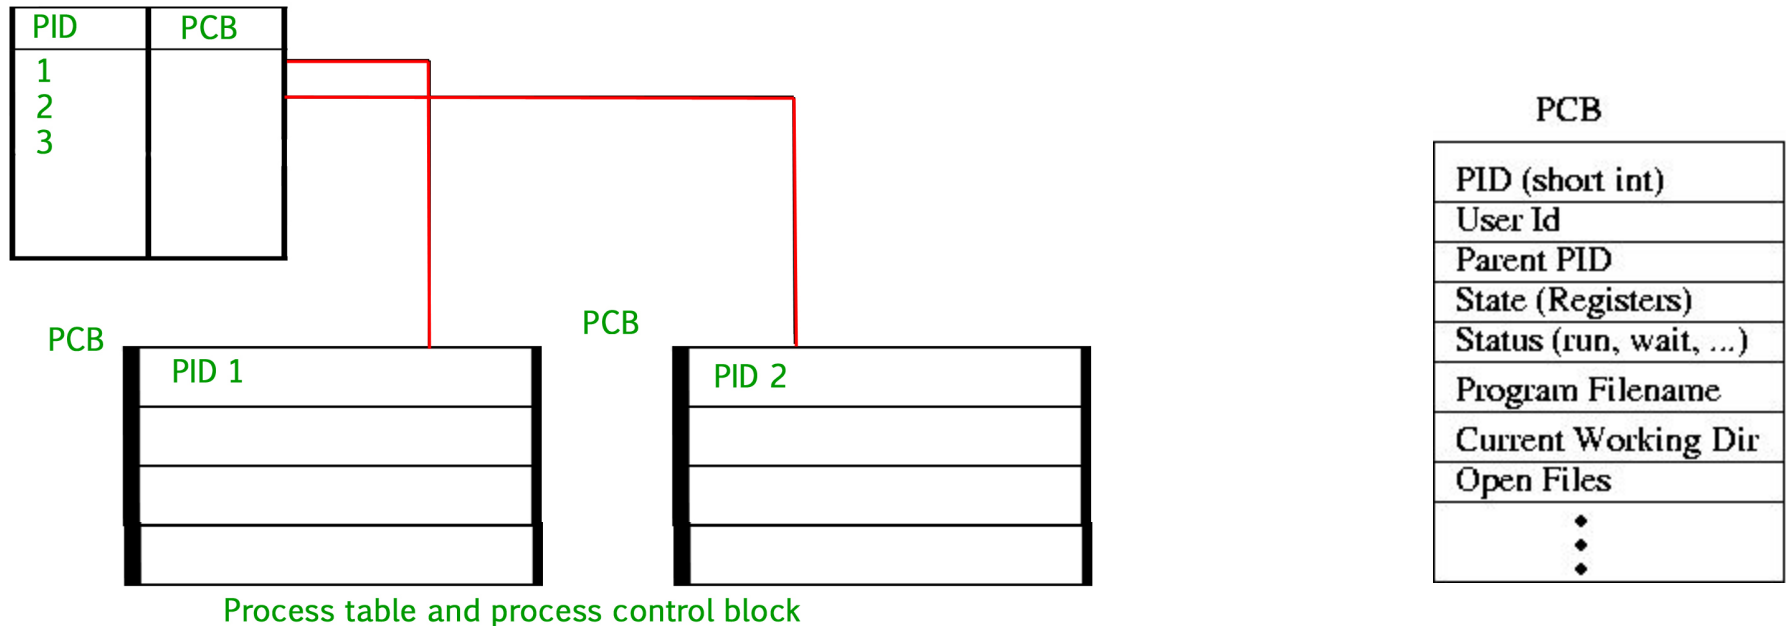 PID PCB
1
2
3
PCB
PID 1
PCB
PID 2
Process table and process control block
PCB
PID (short int)
User Id
Parent PID
State (Registers)
Status (run, wait, ...)
Program Filename
Current Working Dir
Open Files